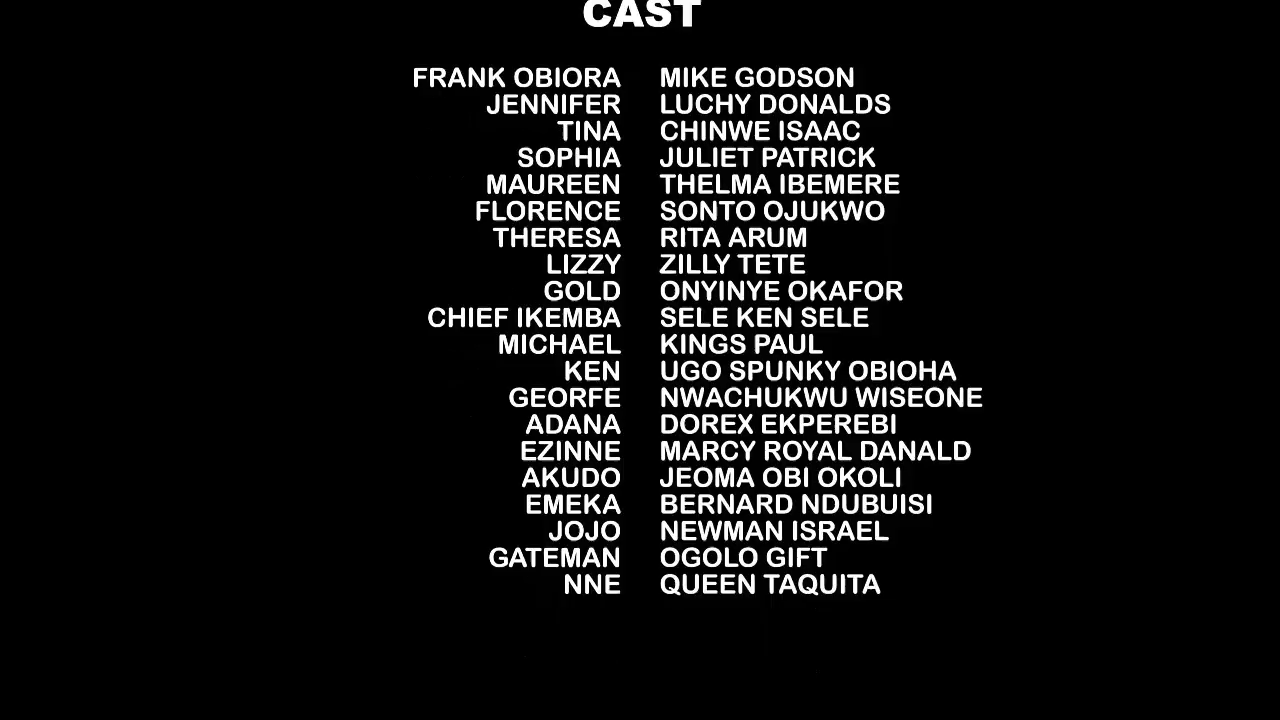 CAST
FRANK OBIORA MIKE GODSON
JENNIFER LUCHY DONALDS
TINA CHINWE ISAAC
SOPHIA JULIET PATRICK
MAUREEN THELMA IBEMERE
FLORENCE SONTO OJUKWO
THERESA RITA ARUM
LIZZY ZILLY TETE
GOLD ONYINYE OKAFOR
CHIEF IKEMBA SELE KEN SELE
MICHAEL KINGS PAUL
KEN UGO SPUNKY OBIOHA
GEORFE NWACHUKWU WISEONE
ADANA DOREX EKPEREBI
EZINNE MARCY ROYAL DANALD
AKUDO JEOMA OBI OKOLI
EMEKA BERNARD NDUBUISI
JOJO NEWMAN ISRAEL
GATEMAN OGOLO GIFT
NNE QUEEN TAQUITA